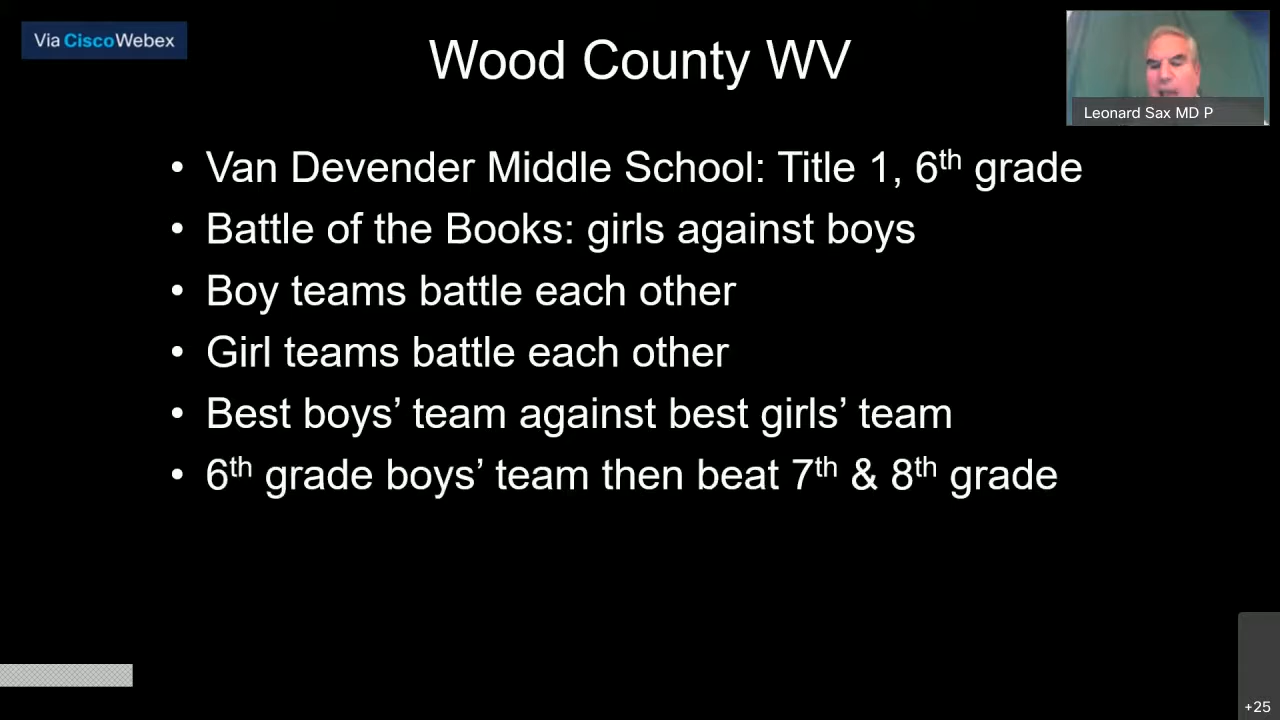 Via CiscoWebex
Wood County WV
Leonard Sax MD P
• Van Devender Middle School: Title 1, 6th grade
• Battle of the Books: girls against boys
• Boy teams battle each other
• Girl teams battle each other
• Best boys’ team against best girls’ team
• 6th grade boys’ team then beat 7th & 8th grade
+25